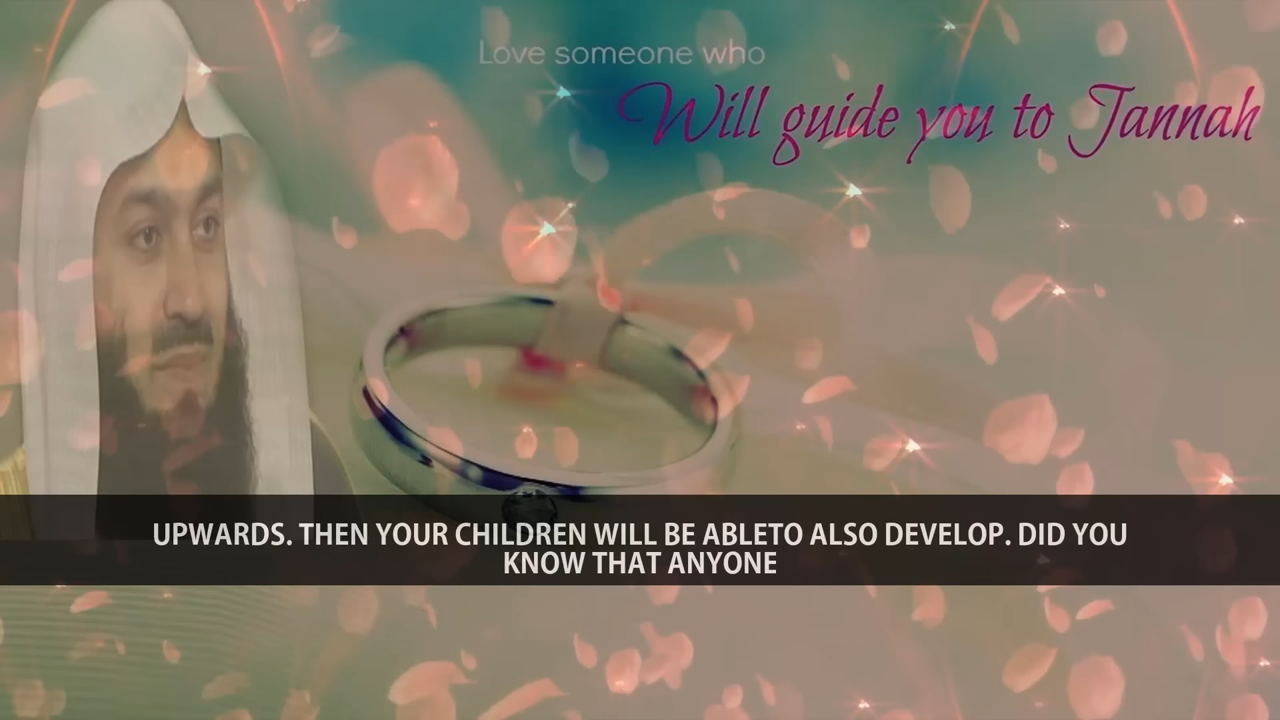 Love someone who
Will guide you to Jannah
UPWARDS. THEN YOUR CHILDREN WILL BE ABLETO ALSO DEVELOP. DID YOU
KNOW THAT ANYONE